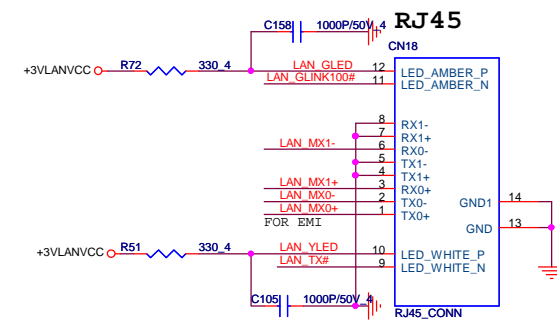 C158 1000P/50V_4 RJ45
CN18
+3VLANVCC R72 330_4 LAN_GLED 12 LED_AMBER_P
LAN_GLINK100# 11 LED_AMBER_N
8 RX1-
7 RX1+
LAN_MX1- 6 RX0-
5 TX1-
4 TX1+
LAN_MX1+ 3 RX0+
LAN_MX0- 2 TX0- GND1 14
LAN_MX0+ 1 TX0+
FOR EMI GND 13
+3VLANVCC R51 330_4 LAN_YLED 10 LED_WHITE_P
LAN_TX# 9 LED_WHITE_N
C105 1000P/50V_4
RJ45_CONN